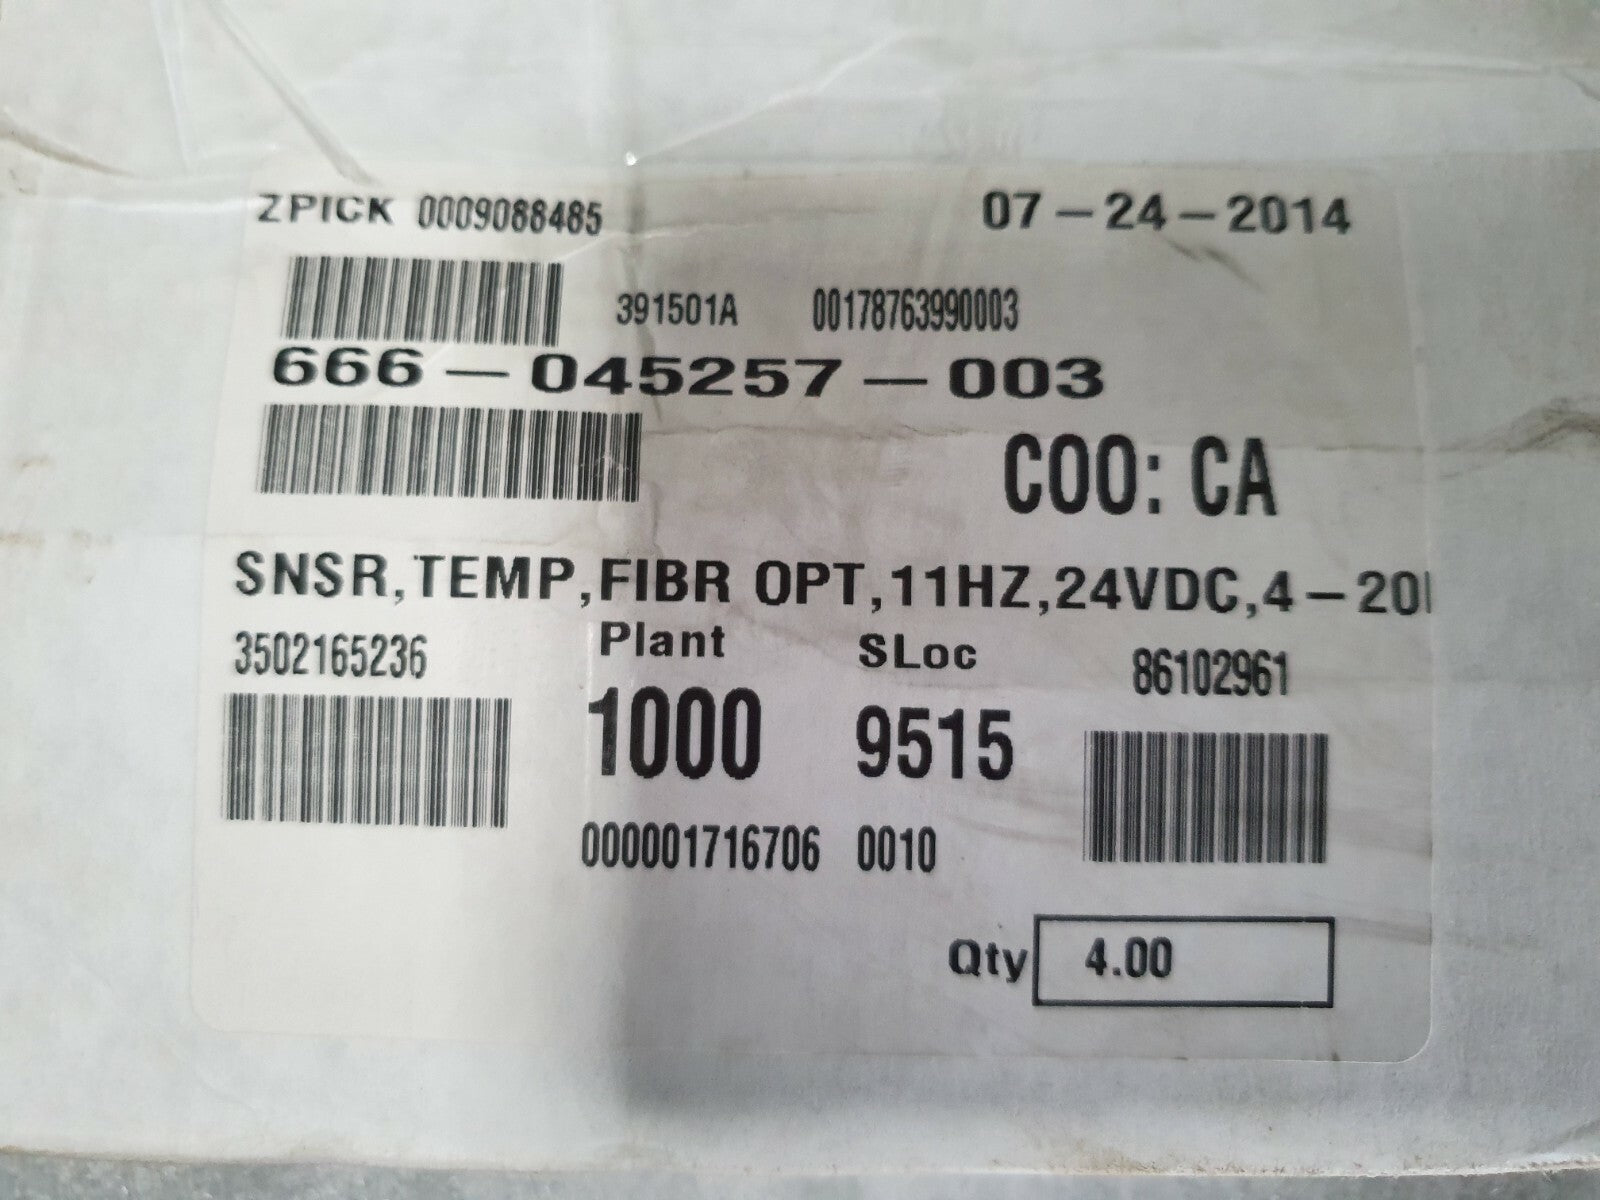 ZPICK 0009088485 07-24-2014
391501A 00178763990003
666-045257-003
COO: CA
SNSR,TEMP,FIBR OPT,11HZ,24VDC,4-20
3502165236 Plant SLoc 86102961
1000 9515
000001716706 0010
Qty 4.00